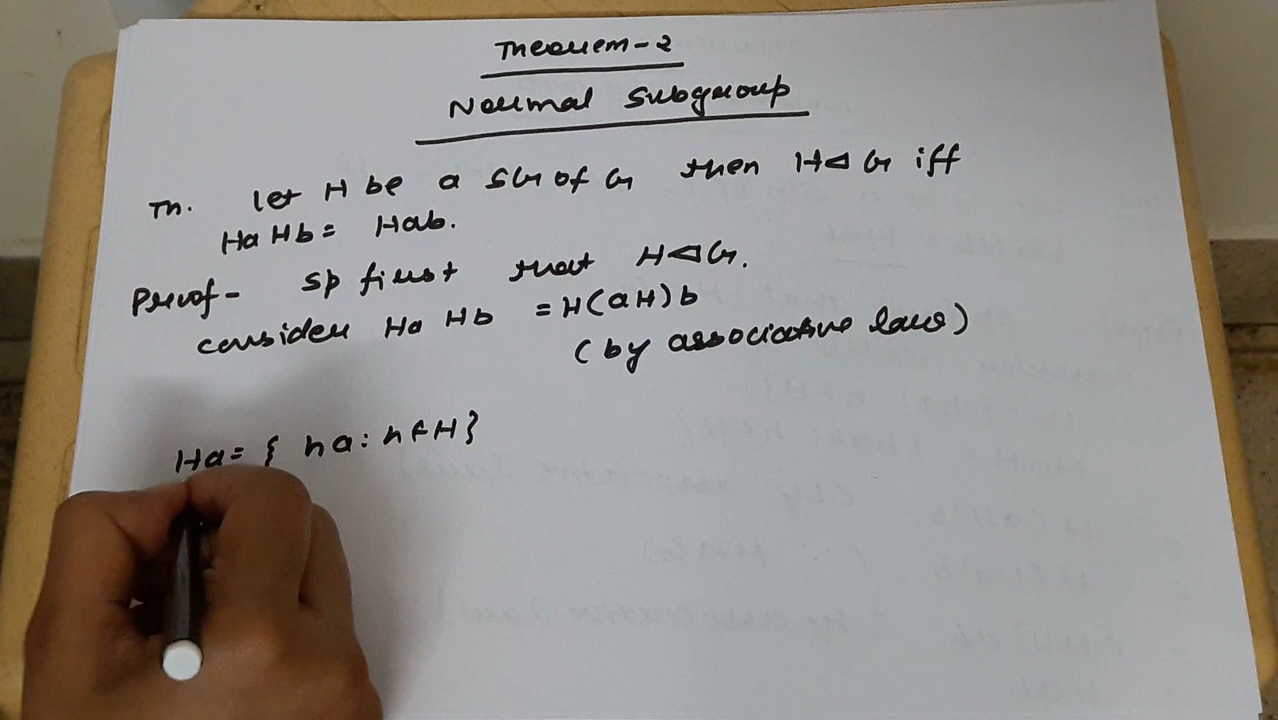 Theorem-2
Normal Subgroup
Th. let H be a SG of G then H⊲G iff
HaHb = Hab.
Proof- sp first that H⊲G.
consider Ha Hb = H(aH)b
(by associative law)
Ha = { ha : h∈H}